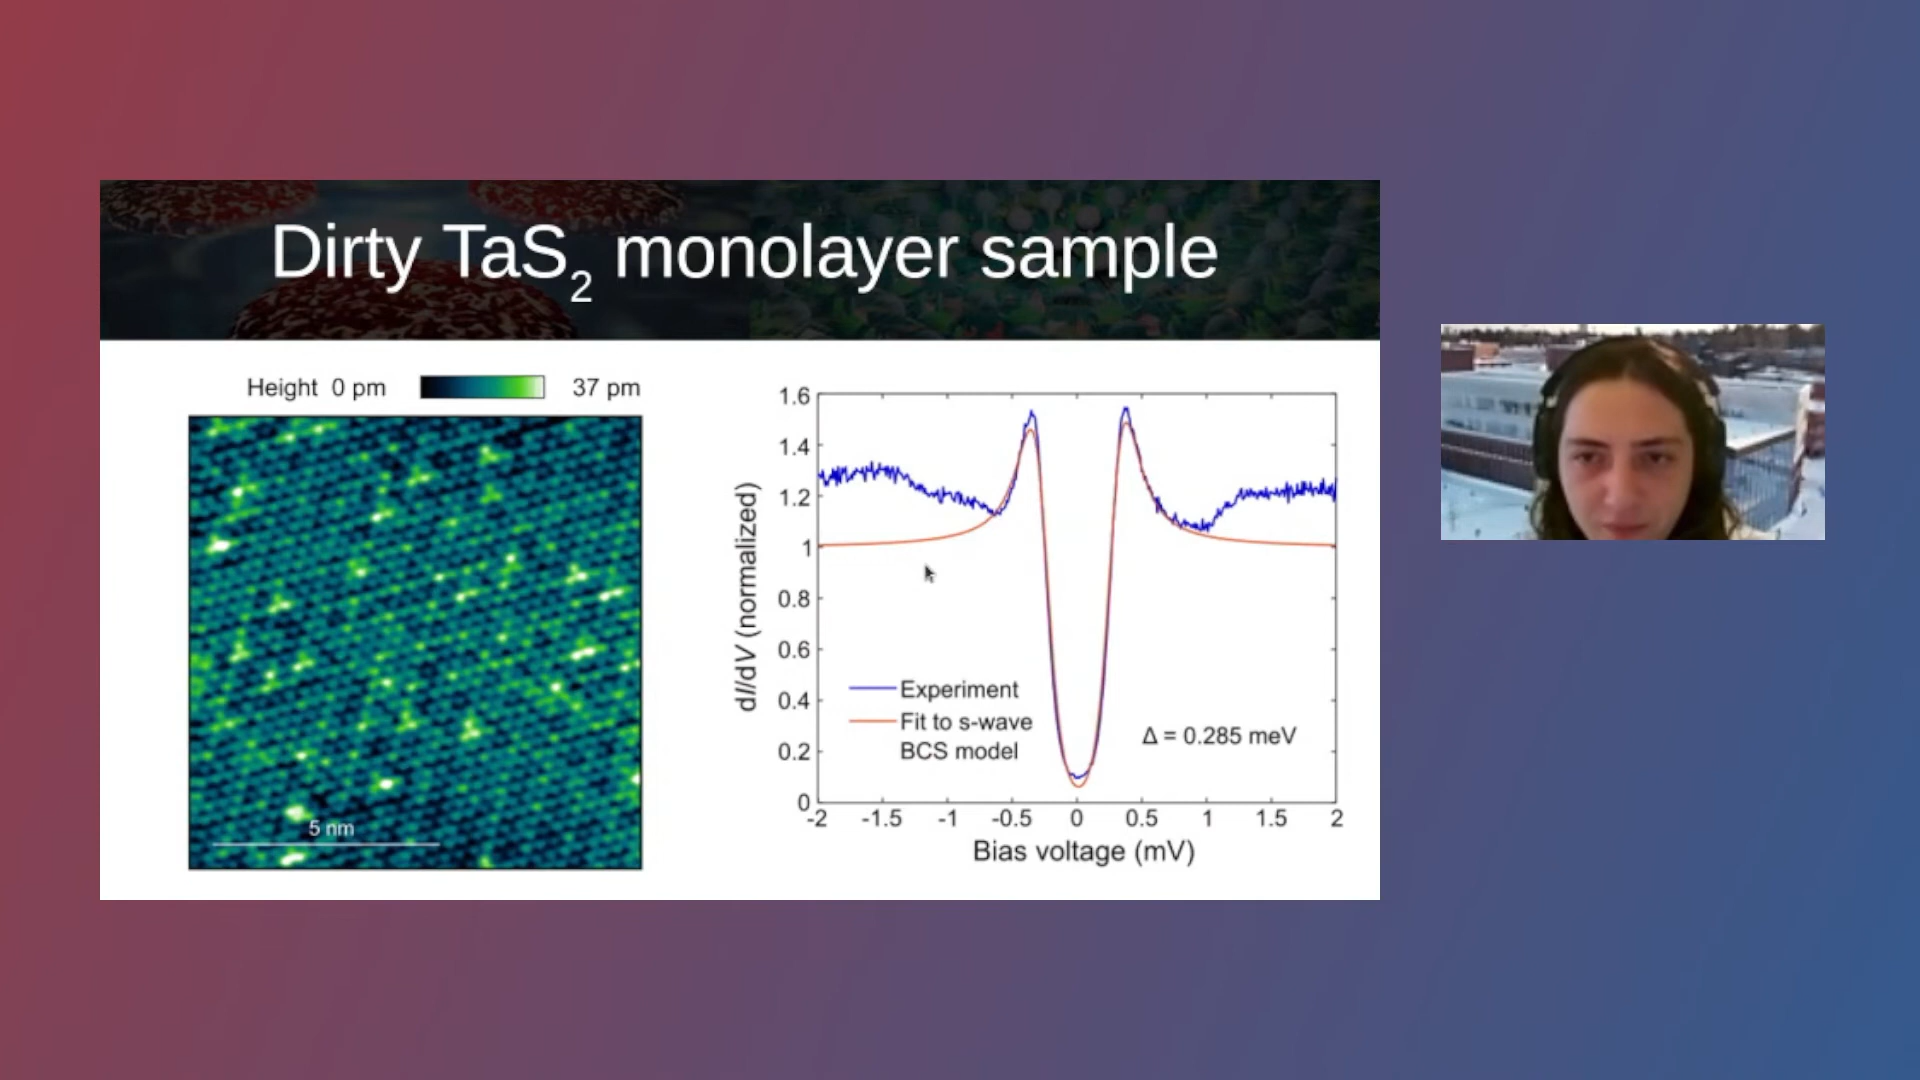 Dirty TaS₂ monolayer sample
Height 0 pm 37 pm
5 nm
dI/dV (normalized)
1.6
1.4
1.2
1
0.8
0.6
0.4
0.2
0
Experiment
Fit to s-wave
BCS model
Δ = 0.285 meV
-2 -1.5 -1 -0.5 0 0.5 1 1.5 2
Bias voltage (mV)